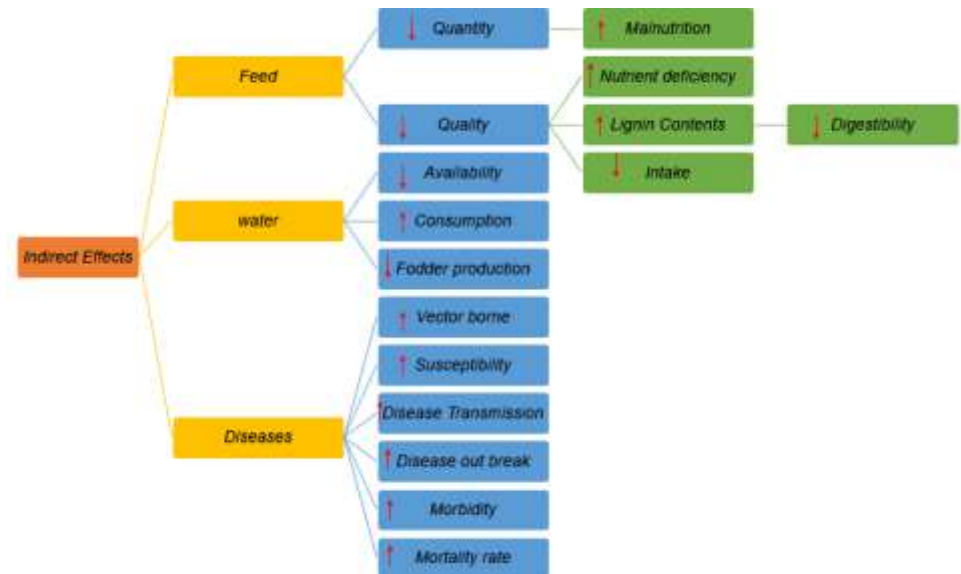 Quantity
Malnutrition
Feed
Nutrient deficiency
Quality
Lignin Contents
Digestibility
Intake
Availability
water
Consumption
Indirect Effects
Fodder production
Vector borne
Susceptibility
Disease Transmission
Diseases
Disease out break
Morbidity
Mortality rate